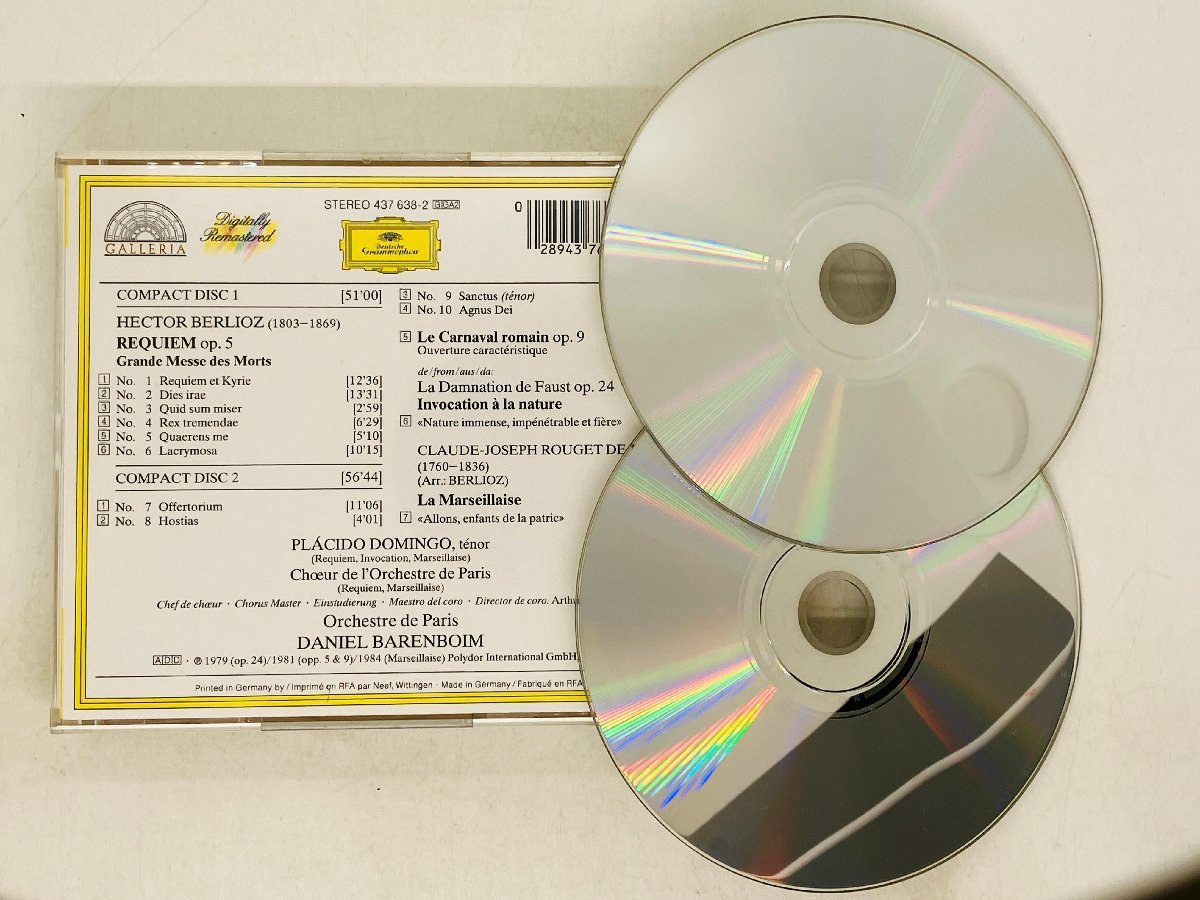 GALLERIA
Digitally
Remastered
STEREO 437 638-2 GIGA2
Deutsche
Grammophon
0
28943 7
COMPACT DISC 1 [51'00]
HECTOR BERLIOZ (1803–1869)
REQUIEM op. 5
Grande Messe des Morts
1 No. 1 Requiem et Kyrie [12'36]
2 No. 2 Dies irae [13'31]
3 No. 3 Quid sum miser [2'59]
4 No. 4 Rex tremendae [6'29]
5 No. 5 Quaerens me [5'10]
6 No. 6 Lacrymosa [10'15]
COMPACT DISC 2 [56'44]
1 No. 7 Offertorium [11'06]
2 No. 8 Hostias [4'01]
3 No. 9 Sanctus (ténor)
4 No. 10 Agnus Dei
5 Le Carnaval romain op. 9
Ouverture caractéristique
de/from/aus/da:
La Damnation de Faust op. 24
Invocation à la nature
6 «Nature immense, impénétrable et fière»
CLAUDE-JOSEPH ROUGET DE
(1760–1836)
(Arr.: BERLIOZ)
La Marseillaise
7 «Allons, enfants de la patrie»
PLÁCIDO DOMINGO, ténor
(Requiem, Invocation, Marseillaise)
Chœur de l'Orchestre de Paris
(Requiem, Marseillaise)
Chef de chœur · Chorus Master · Einstudierung · Maestro del coro · Director de coro: Arthu
Orchestre de Paris
DANIEL BARENBOIM
ADD · ℗ 1979 (op. 24)/1981 (opp. 5 & 9)/1984 (Marseillaise) Polydor International GmbH,
Printed in Germany by / Imprimé en RFA par Neef, Wittingen · Made in Germany / Fabriqué en RFA